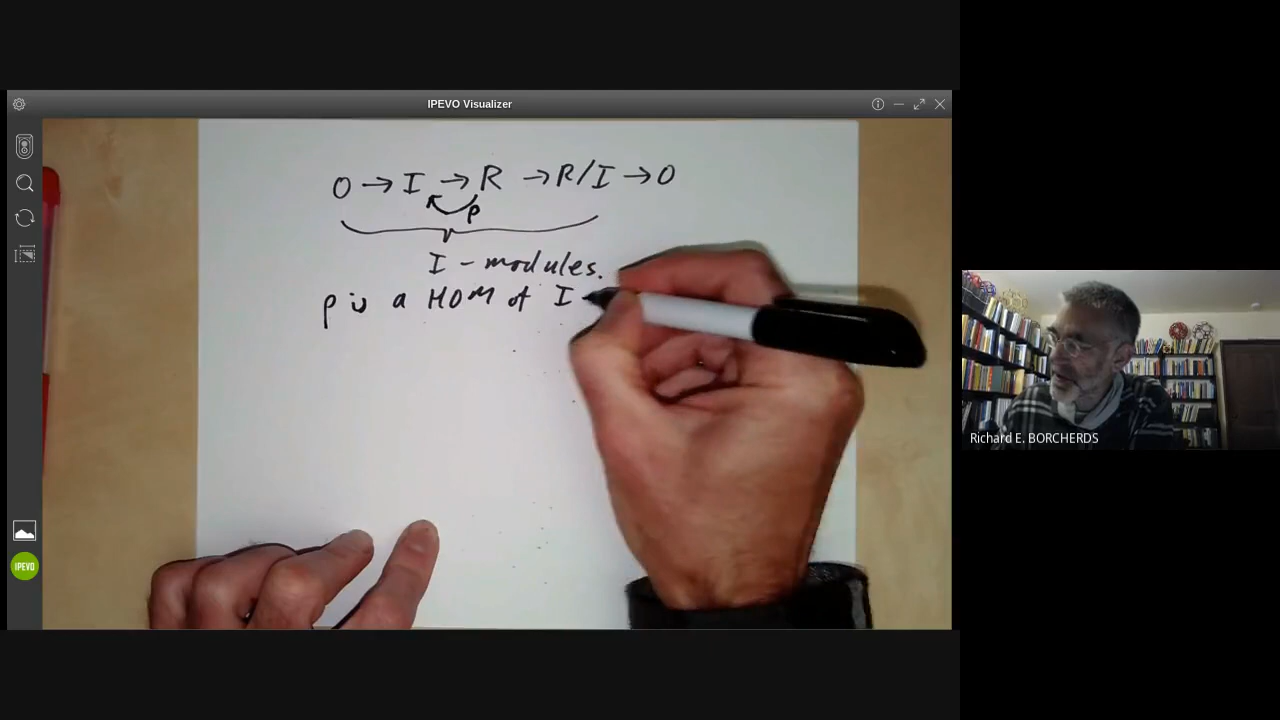 IPEVO Visualizer
0 → I → R → R/I → 0
ρ
I - modules.
ρ is a HOM of I
IPEVO
Richard E. BORCHERDS